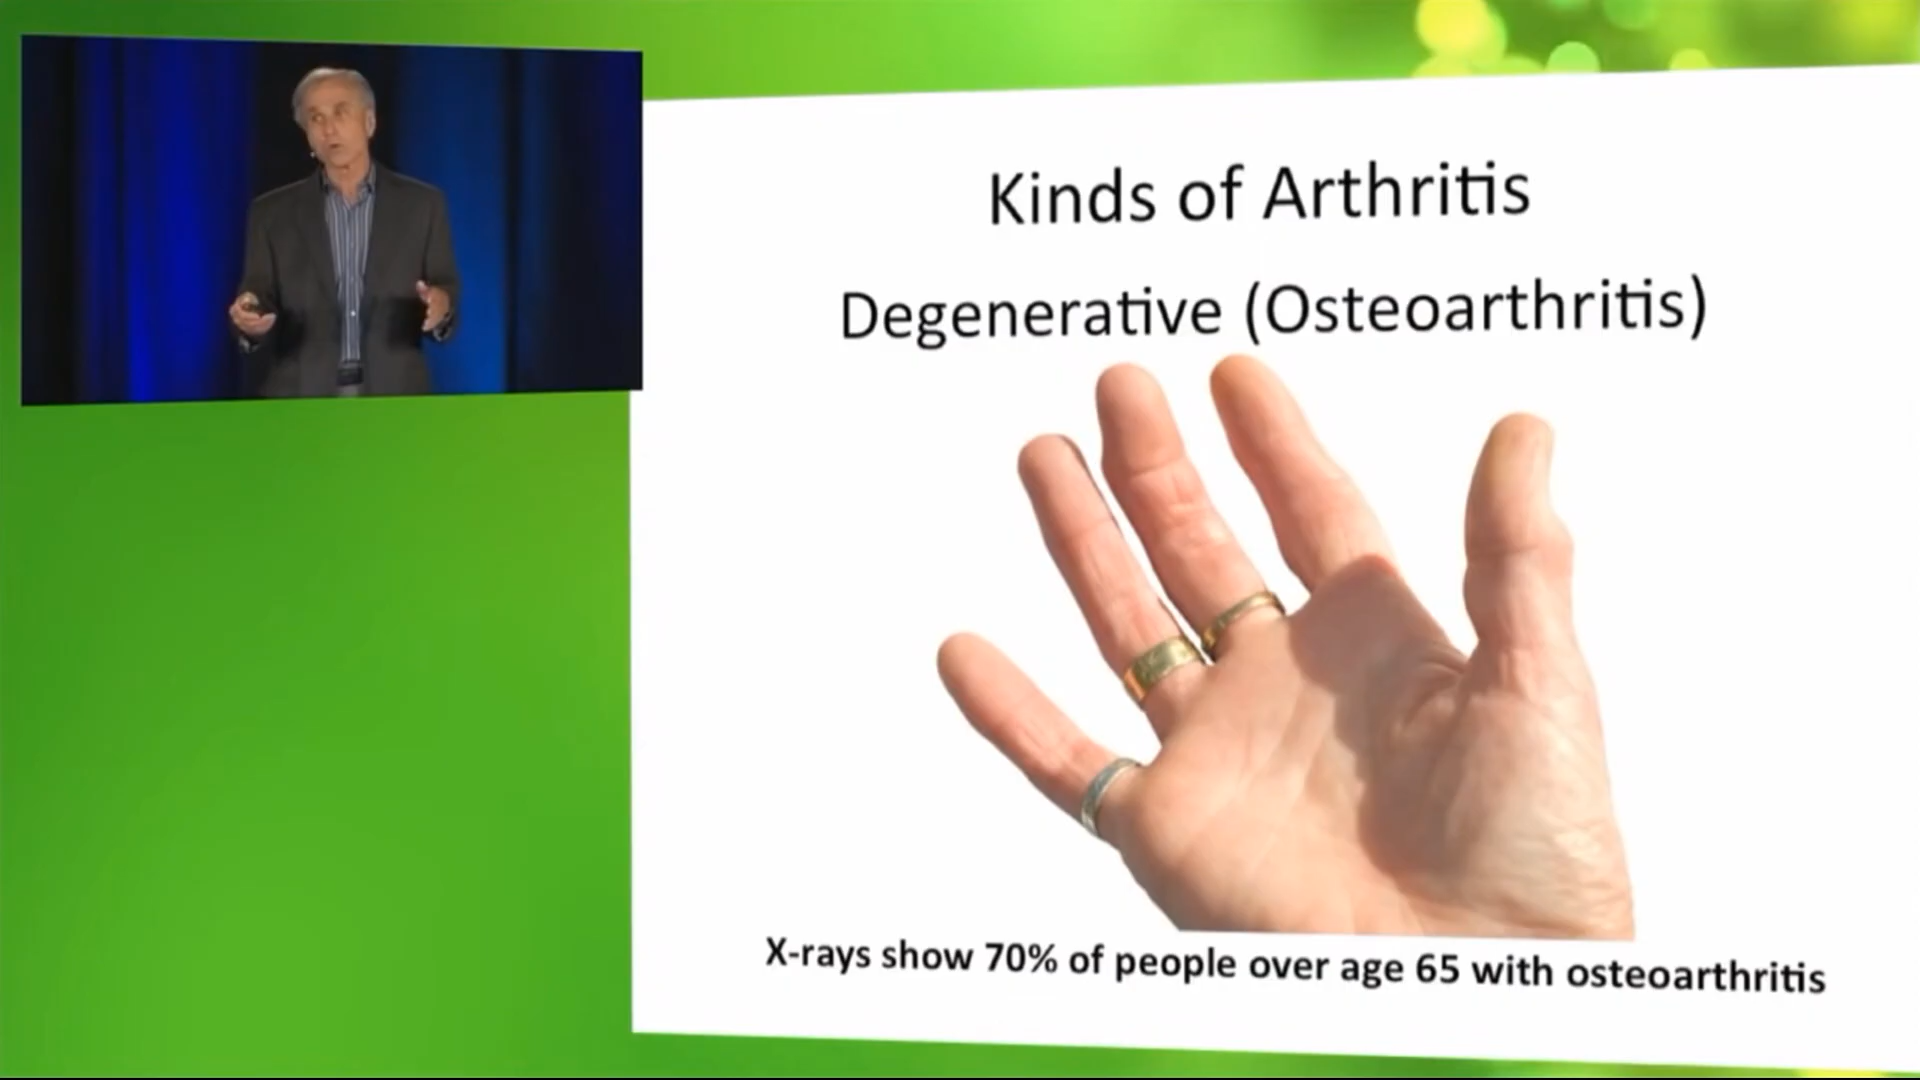 Kinds of Arthritis
Degenerative (Osteoarthritis)
X-rays show 70% of people over age 65 with osteoarthritis